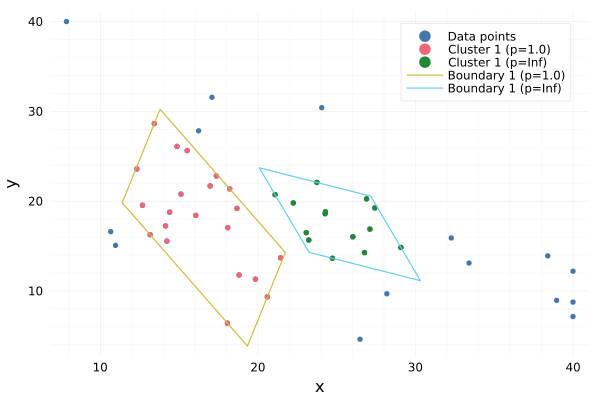 40
30
20
10
y
10
20
30
40
x
Data points
Cluster 1 (p=1.0)
Cluster 1 (p=Inf)
Boundary 1 (p=1.0)
Boundary 1 (p=Inf)